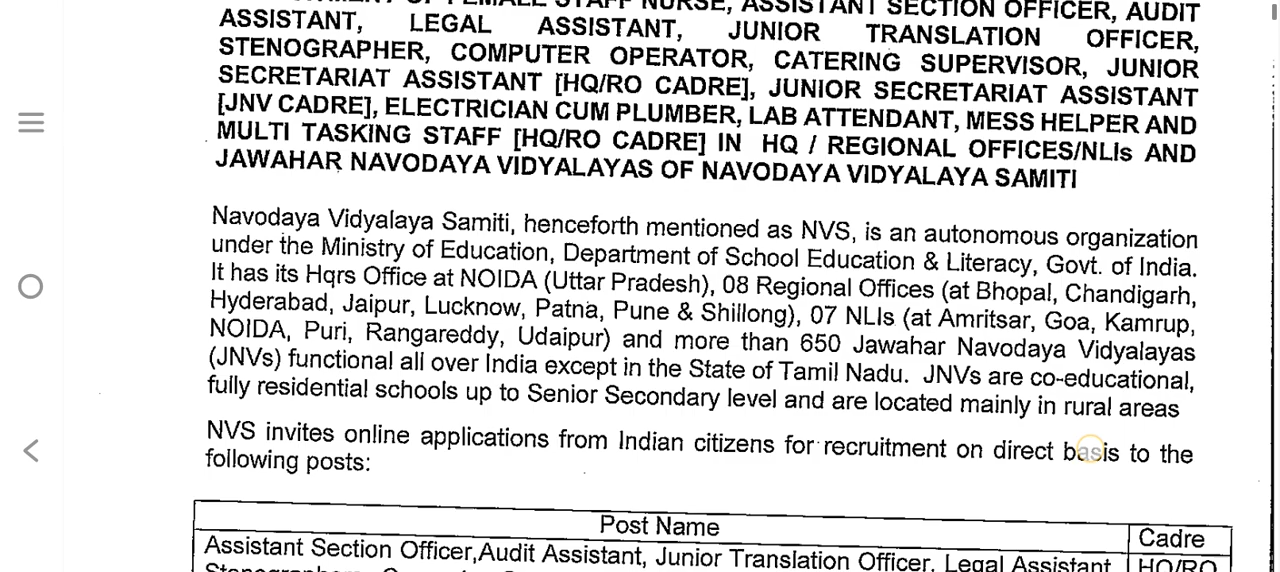 STAFF NURSE, ASSISTANT SECTION OFFICER, AUDIT
ASSISTANT, LEGAL ASSISTANT, JUNIOR TRANSLATION OFFICER,
STENOGRAPHER, COMPUTER OPERATOR, CATERING SUPERVISOR, JUNIOR
SECRETARIAT ASSISTANT [HQ/RO CADRE], JUNIOR SECRETARIAT ASSISTANT
[JNV CADRE], ELECTRICIAN CUM PLUMBER, LAB ATTENDANT, MESS HELPER AND
MULTI TASKING STAFF [HQ/RO CADRE] IN HQ / REGIONAL OFFICES/NLIs AND
JAWAHAR NAVODAYA VIDYALAYAS OF NAVODAYA VIDYALAYA SAMITI
Navodaya Vidyalaya Samiti, henceforth mentioned as NVS, is an autonomous organization
under the Ministry of Education, Department of School Education & Literacy, Govt. of India.
It has its Hqrs Office at NOIDA (Uttar Pradesh), 08 Regional Offices (at Bhopal, Chandigarh,
Hyderabad, Jaipur, Lucknow, Patna, Pune & Shillong), 07 NLIs (at Amritsar, Goa, Kamrup,
NOIDA, Puri, Rangareddy, Udaipur) and more than 650 Jawahar Navodaya Vidyalayas
(JNVs) functional all over India except in the State of Tamil Nadu. JNVs are co-educational,
fully residential schools up to Senior Secondary level and are located mainly in rural areas
NVS invites online applications from Indian citizens for recruitment on direct basis to the
following posts:
Post Name Cadre
Assistant Section Officer,Audit Assistant, Junior Translation Officer, Legal Assistant HQ/RO